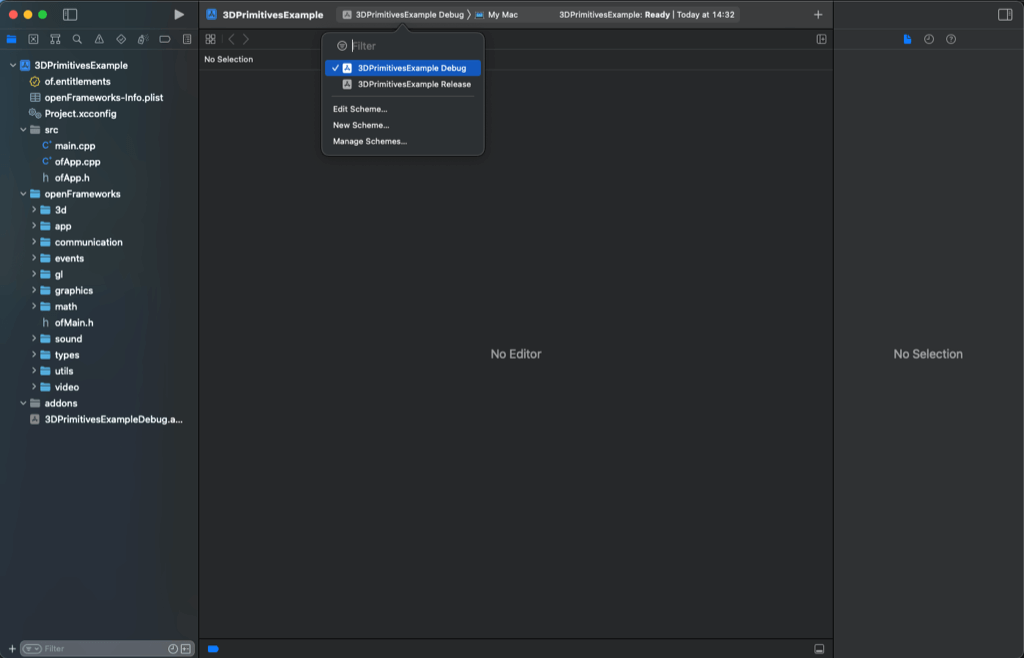 3DPrimitivesExample
3DPrimitivesExample Debug
My Mac
3DPrimitivesExample: Ready | Today at 14:32
No Selection
Filter
3DPrimitivesExample Debug
3DPrimitivesExample Release
Edit Scheme...
New Scheme...
Manage Schemes...
3DPrimitivesExample
of.entitlements
openFrameworks-Info.plist
Project.xcconfig
src
main.cpp
ofApp.cpp
ofApp.h
openFrameworks
3d
app
communication
events
gl
graphics
math
ofMain.h
sound
types
utils
video
addons
3DPrimitivesExampleDebug.a...
Filter
No Editor
No Selection